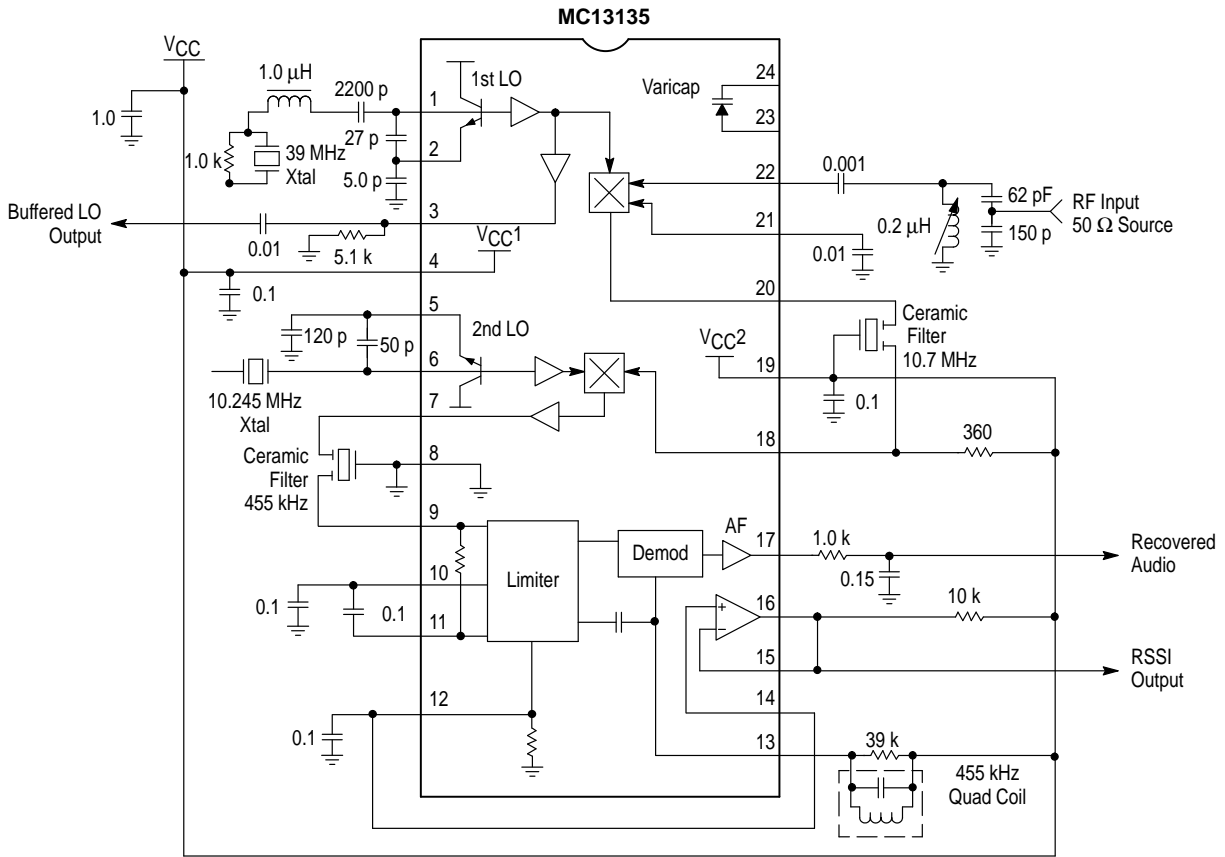 MC13135
VCC
1.0
1.0 μH
2200 p
1.0 k
39 MHz
Xtal
27 p
5.0 p
1
2
1st LO
Varicap
24
23
Buffered LO
Output
0.01
5.1 k
3
VCC1
4
0.1
22
21
0.001
0.01
0.2 μH
62 pF
150 p
RF Input
50 Ω Source
20
Ceramic
Filter
10.7 MHz
5
120 p
50 p
6
2nd LO
10.245 MHz
Xtal
7
VCC2
19
0.1
18
360
Ceramic
Filter
455 kHz
8
9
10
11
0.1
0.1
Limiter
Demod
AF
17
1.0 k
0.15
Recovered
Audio
16
+
–
10 k
15
RSSI
Output
14
12
0.1
13
39 k
455 kHz
Quad Coil